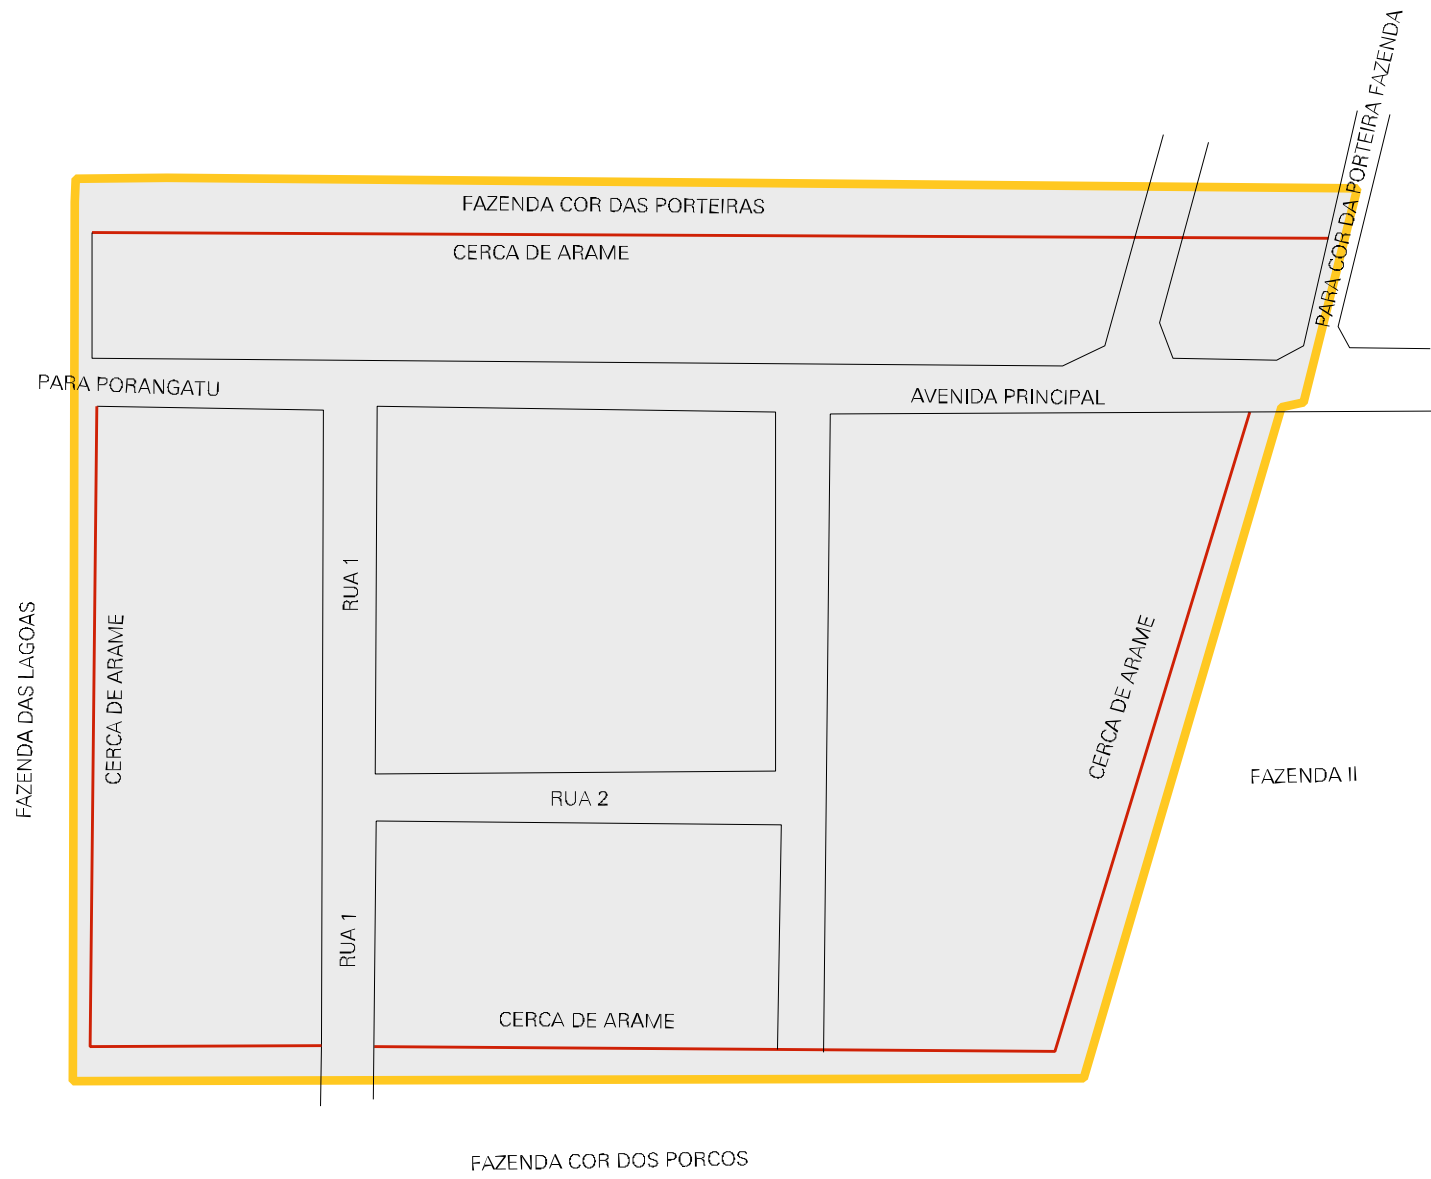 PARA COR DA PORTEIRA FAZENDA
FAZENDA COR DAS PORTEIRAS
CERCA DE ARAME
PARA PORANGATU
AVENIDA PRINCIPAL
RUA 1
FAZENDA DAS LAGOAS
CERCA DE ARAME
CERCA DE ARAME
FAZENDA II
RUA 2
RUA 1
CERCA DE ARAME
FAZENDA COR DOS PORCOS